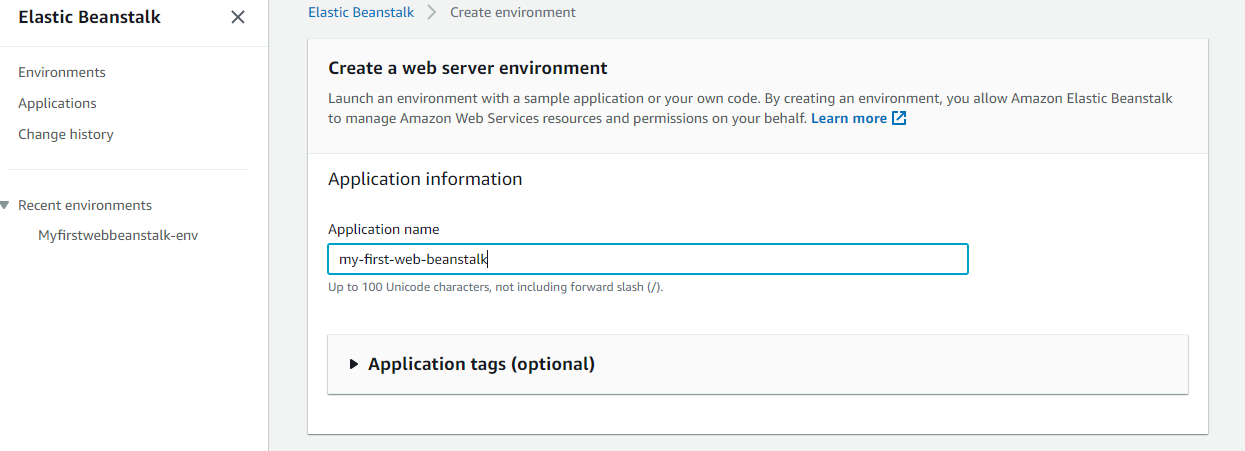 Elastic Beanstalk
Environments
Applications
Change history
Recent environments
Myfirstwebbeanstalk-env
Elastic Beanstalk > Create environment
Create a web server environment
Launch an environment with a sample application or your own code. By creating an environment, you allow Amazon Elastic Beanstalk
to manage Amazon Web Services resources and permissions on your behalf. Learn more
Application information
Application name
my-first-web-beanstalk
Up to 100 Unicode characters, not including forward slash (/).
Application tags (optional)